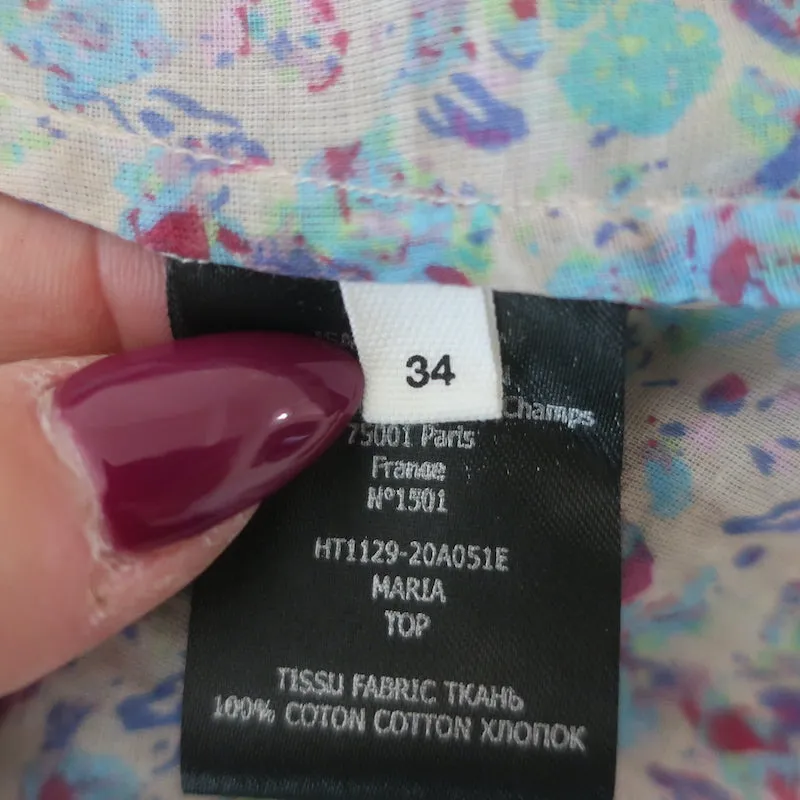 34
Champs
75001 Paris
France
N°1501
HT1129-20A051E
MARIA
TOP
TISSU FABRIC ТКАНЬ
100% COTON COTTON ХЛОПОК